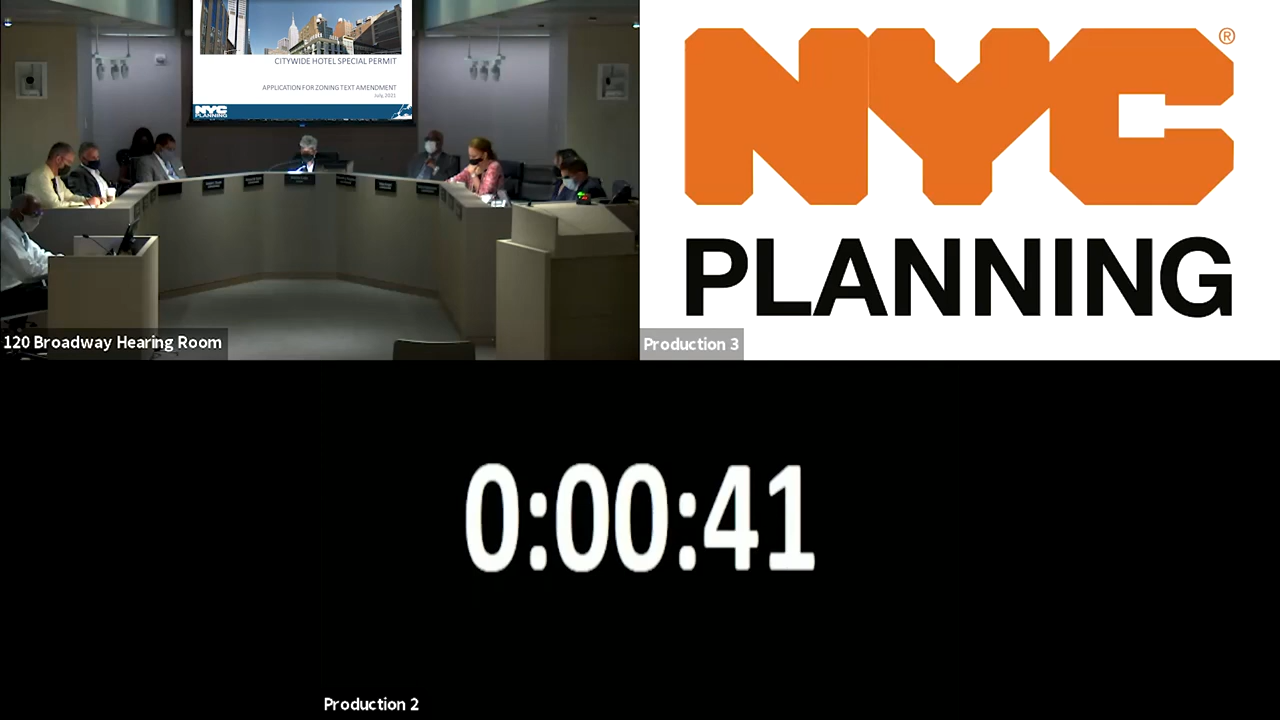 CITYWIDE HOTEL SPECIAL PERMIT
APPLICATION FOR ZONING TEXT AMENDMENT
July, 2021
NYC
PLANNING
120 Broadway Hearing Room
NYC®
PLANNING
Production 3
0:00:41
Production 2